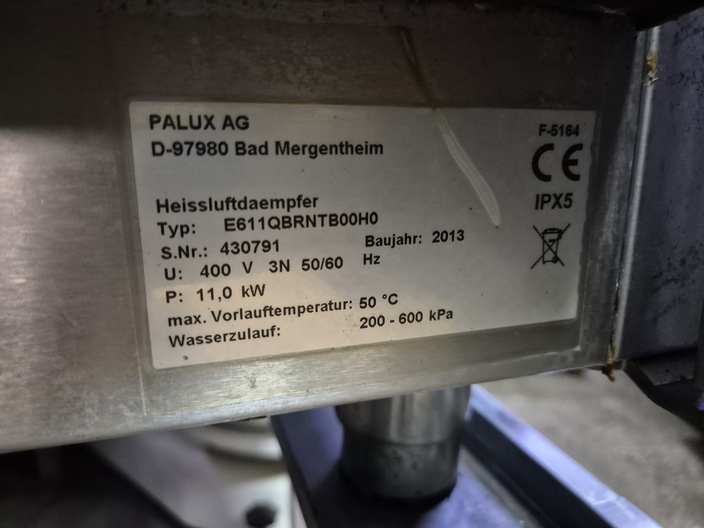 PALUX AG
D-97980 Bad Mergentheim
F-5164
CE
IPX5
Heissluftdaempfer
Typ: E611QBRNTB00H0
S.Nr.: 430791 Baujahr: 2013
U: 400 V 3N 50/60 Hz
P: 11,0 kW
max. Vorlauftemperatur: 50 °C
Wasserzulauf: 200 - 600 kPa